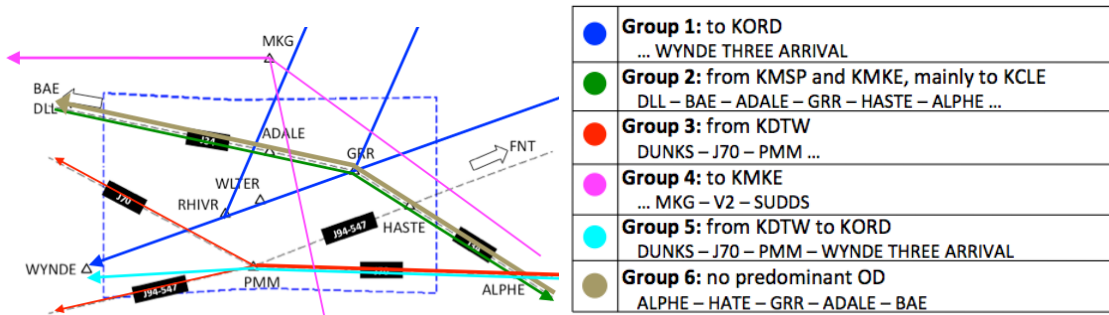 MKG
BAE
DLL
J34
ADALE
GRR
FNT
WLTER
J70
RHIVR
J94-547
HASTE
WYNDE
PMM
J94-547
ALPHE
Group 1: to KORD
... WYNDE THREE ARRIVAL
Group 2: from KMSP and KMKE, mainly to KCLE
DLL – BAE – ADALE – GRR – HASTE – ALPHE ...
Group 3: from KDTW
DUNKS – J70 – PMM ...
Group 4: to KMKE
... MKG – V2 – SUDDS
Group 5: from KDTW to KORD
DUNKS – J70 – PMM – WYNDE THREE ARRIVAL
Group 6: no predominant OD
ALPHE – HATE – GRR – ADALE – BAE